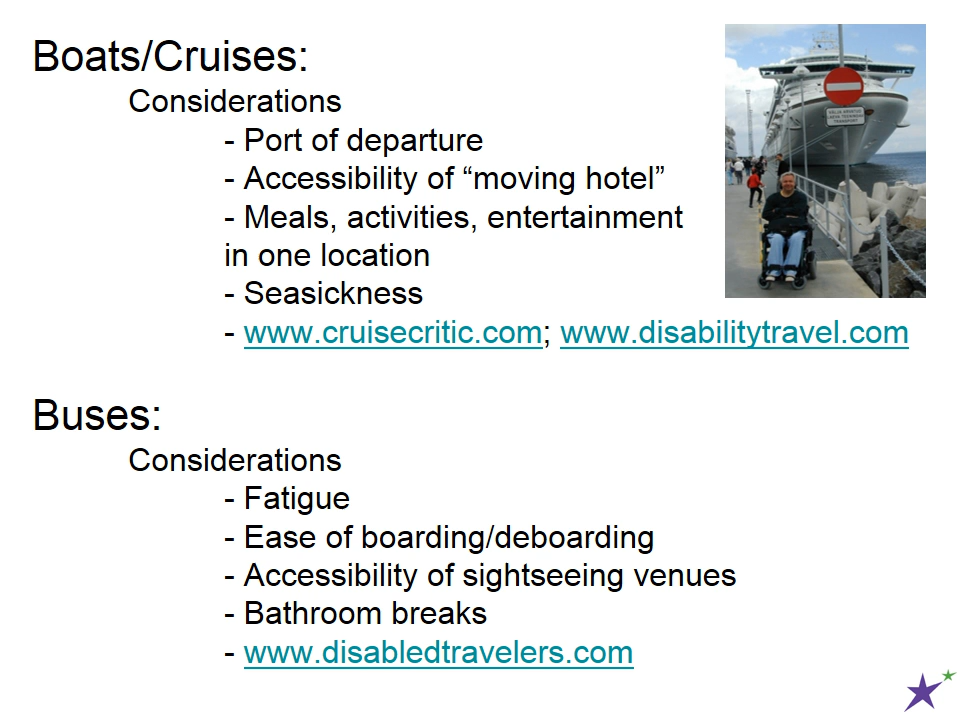 Boats/Cruises:
Considerations
- Port of departure
- Accessibility of “moving hotel”
- Meals, activities, entertainment
in one location
- Seasickness
- www.cruisecritic.com; www.disabilitytravel.com
Buses:
Considerations
- Fatigue
- Ease of boarding/deboarding
- Accessibility of sightseeing venues
- Bathroom breaks
- www.disabledtravelers.com